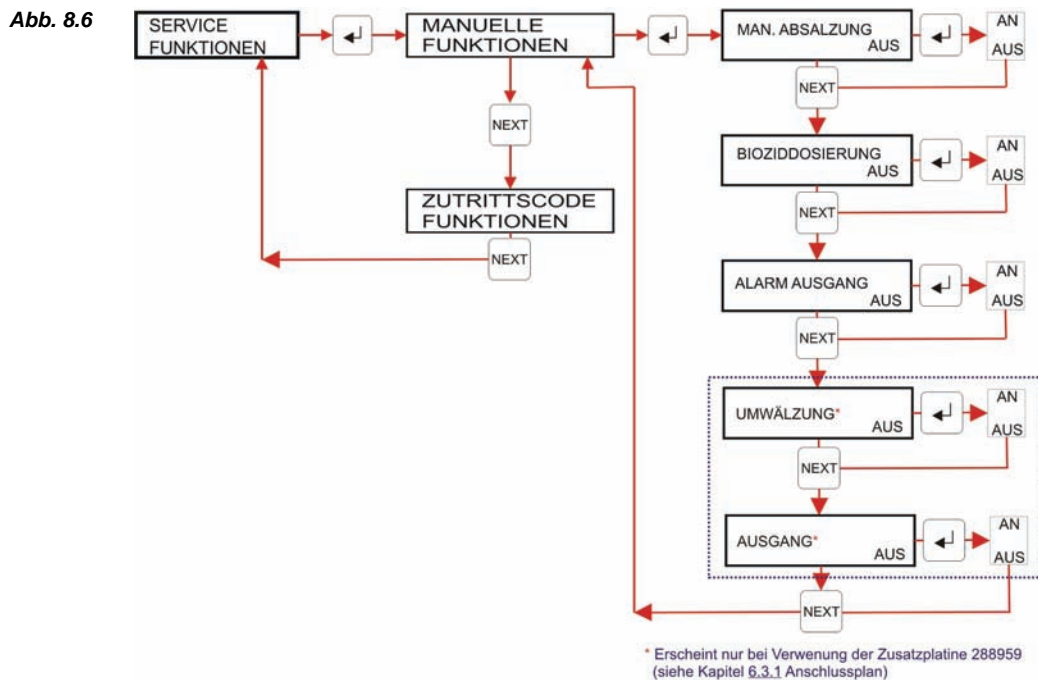 Abb. 8.6
SERVICE
FUNKTIONEN
MANUELLE
FUNKTIONEN
NEXT
ZUTRITTSCODE
FUNKTIONEN
NEXT
MAN. ABSALZUNG
AUS
AN
AUS
NEXT
BIOZIDDOSIERUNG
AUS
AN
AUS
NEXT
ALARM AUSGANG
AUS
AN
AUS
NEXT
UMWÄLZUNG*
AUS
AN
AUS
NEXT
AUSGANG*
AUS
AN
AUS
NEXT
* Erscheint nur bei Verwenung der Zusatzplatine 288959
(siehe Kapitel 6.3.1 Anschlussplan)